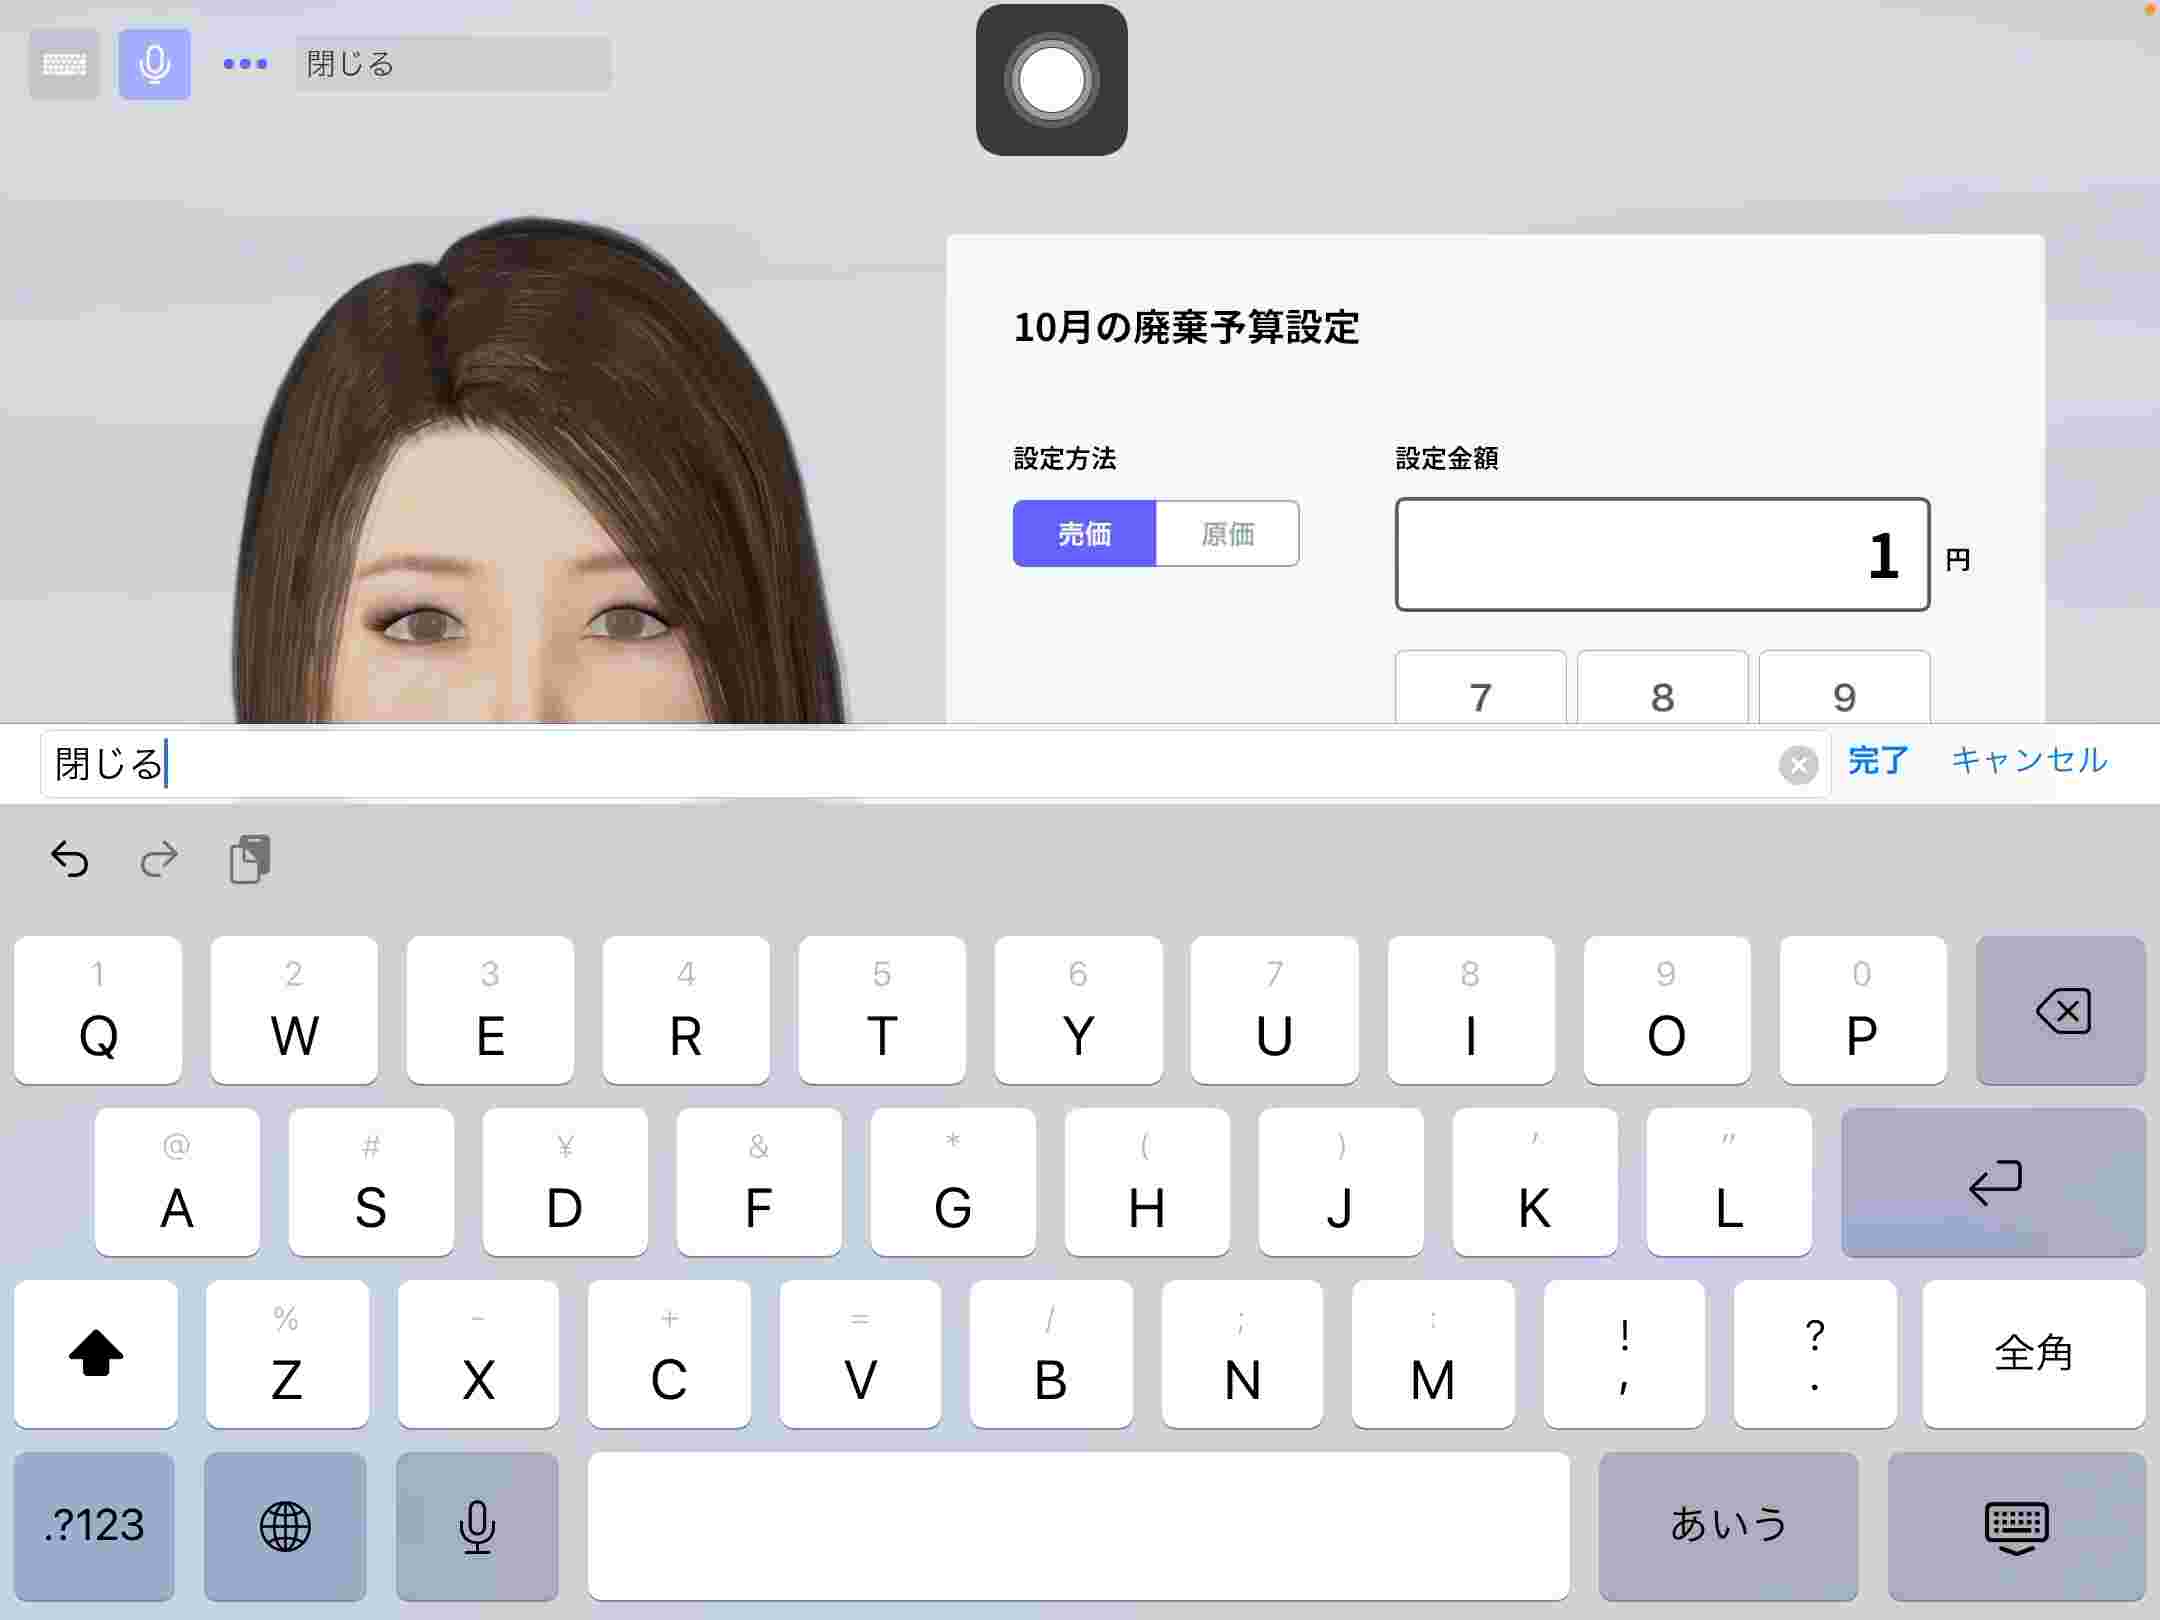 閉じる
10月の廃棄予算設定
設定方法
設定金額
売価 原価
1 円
7 8 9
閉じる 完了 キャンセル
1 2 3 4 5 6 7 8 9 0
Q W E R T Y U I O P
@ # ¥ & * ( ) ' "
A S D F G H J K L
% - + = / ; : ! ?
Z X C V B N M , . 全角
.?123 あいう